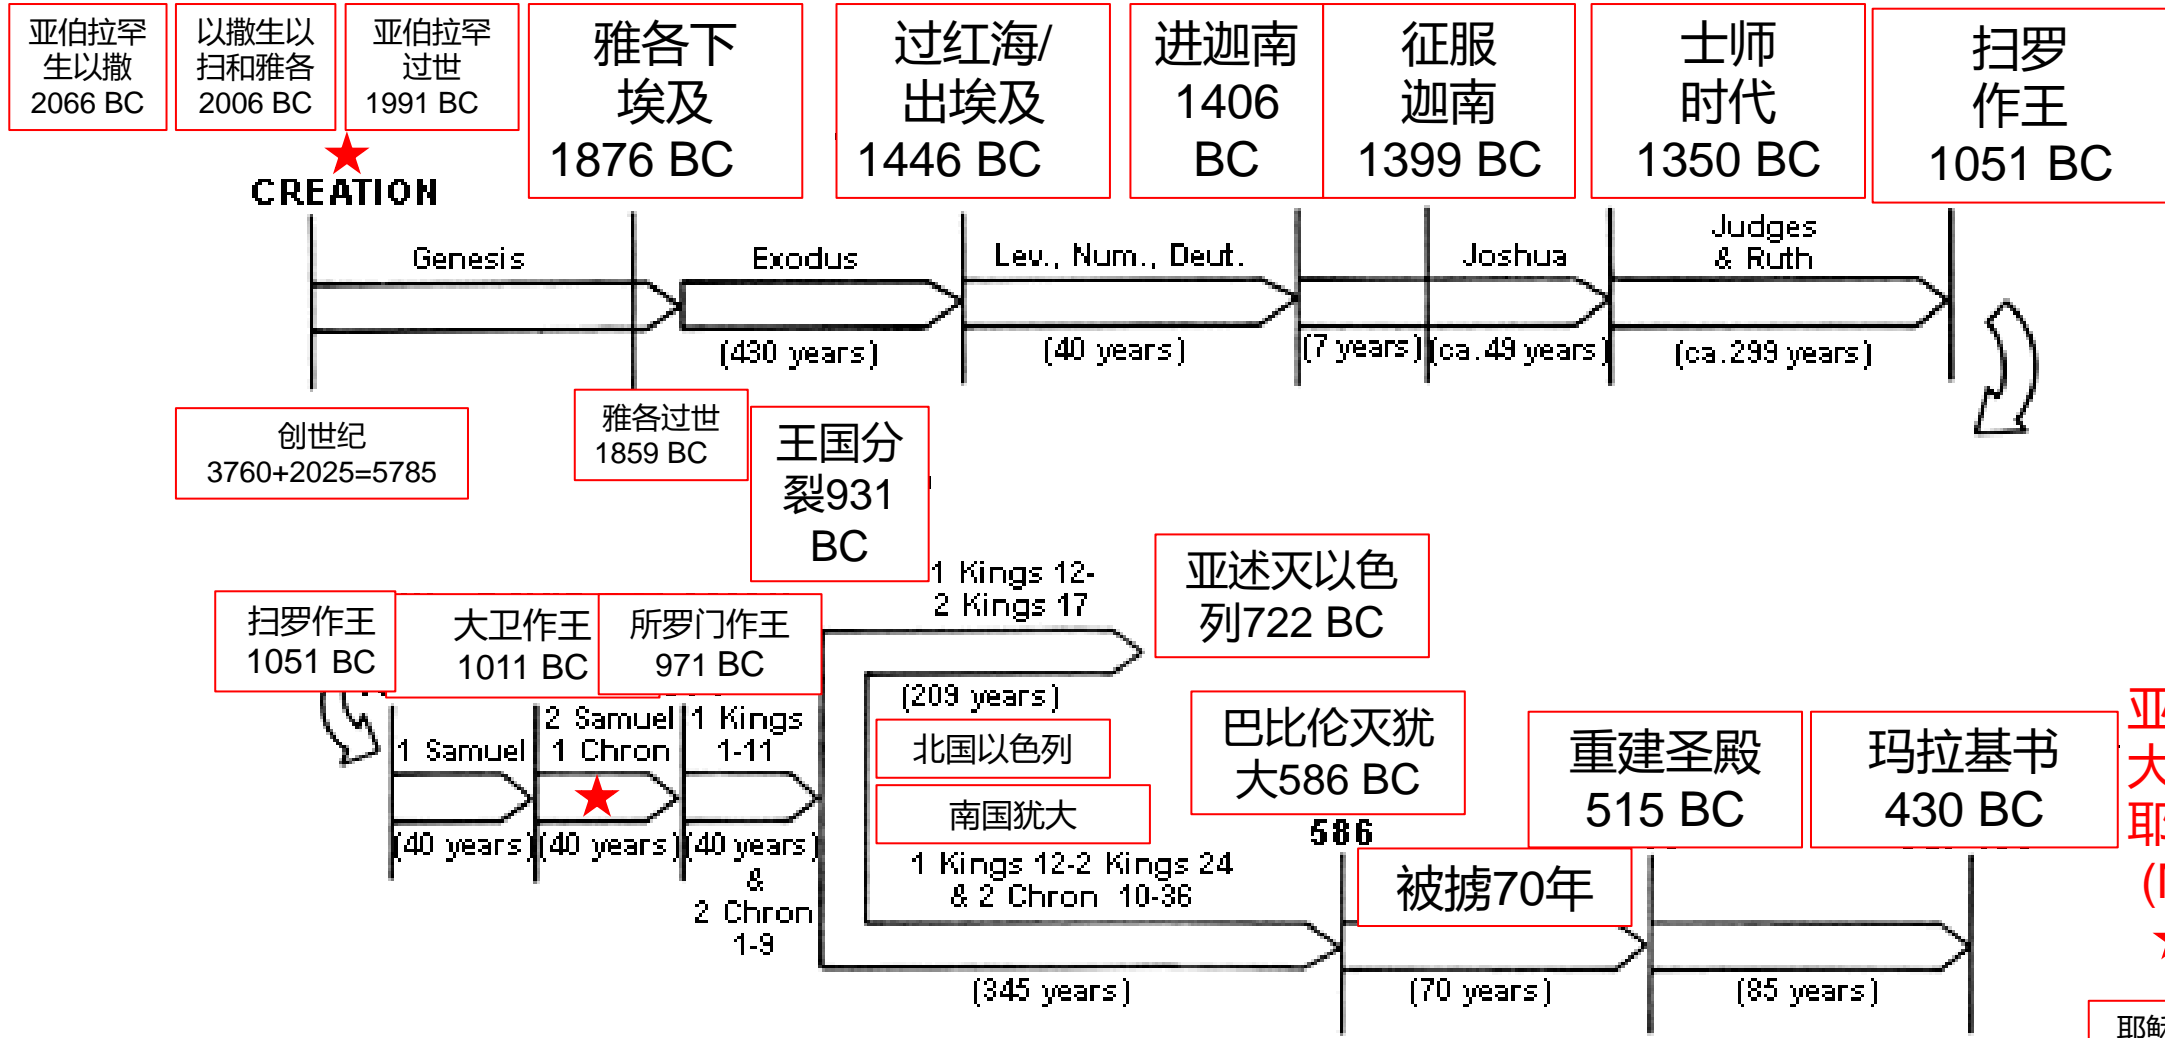 亚伯拉罕
生以撒
2066 BC
以撒生以
扫和雅各
2006 BC
亚伯拉罕
过世
1991 BC
雅各下
埃及
1876 BC
过红海/
出埃及
1446 BC
进迦南
1406
BC
征服
迦南
1399 BC
士师
时代
1350 BC
扫罗
作王
1051 BC
CREATION
Genesis
Exodus
Lev., Num., Deut.
Joshua
Judges
& Ruth
(430 years)
(40 years)
(7 years)
(ca.49 years)
(ca.299 years)
创世纪
3760+2025=5785
雅各过世
1859 BC
王国分
裂931
BC
1 Kings 12-
2 Kings 17
亚述灭以色
列722 BC
扫罗作王
1051 BC
大卫作王
1011 BC
所罗门作王
971 BC
(209 years)
1 Samuel
2 Samuel
1 Chron
1 Kings
1-11
北国以色列
南国犹大
巴比伦灭犹
大586 BC
586
重建圣殿
515 BC
玛拉基书
430 BC
(40 years)
(40 years)
(40 years)
&
2 Chron
1-9
1 Kings 12-2 Kings 24
& 2 Chron 10-36
被掳70年
(345 years)
(70 years)
(85 years)
亚
大
耶
耶稣